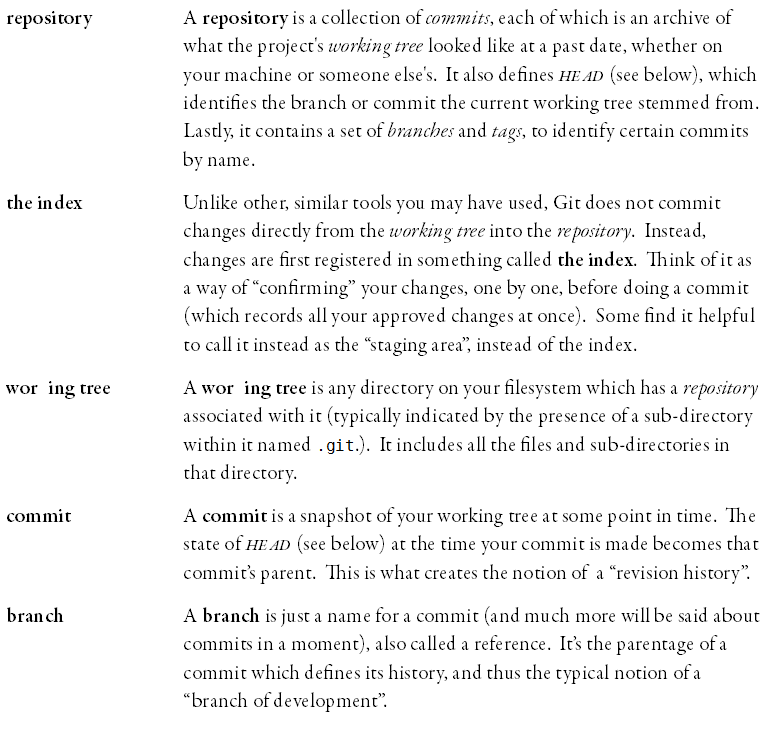 repository A repository is a collection of commits, each of which is an archive of
what the project's working tree looked like at a past date, whether on
your machine or someone else's. It also defines HEAD (see below), which
identifies the branch or commit the current working tree stemmed from.
Lastly, it contains a set of branches and tags, to identify certain commits
by name.
the index Unlike other, similar tools you may have used, Git does not commit
changes directly from the working tree into the repository. Instead,
changes are first registered in something called the index. Think of it as
a way of “confirming” your changes, one by one, before doing a commit
(which records all your approved changes at once). Some find it helpful
to call it instead as the “staging area”, instead of the index.
wor ing tree A wor ing tree is any directory on your filesystem which has a repository
associated with it (typically indicated by the presence of a sub-directory
within it named .git.). It includes all the files and sub-directories in
that directory.
commit A commit is a snapshot of your working tree at some point in time. The
state of HEAD (see below) at the time your commit is made becomes that
commit's parent. This is what creates the notion of a “revision history”.
branch A branch is just a name for a commit (and much more will be said about
commits in a moment), also called a reference. It's the parentage of a
commit which defines its history, and thus the typical notion of a
“branch of development”.